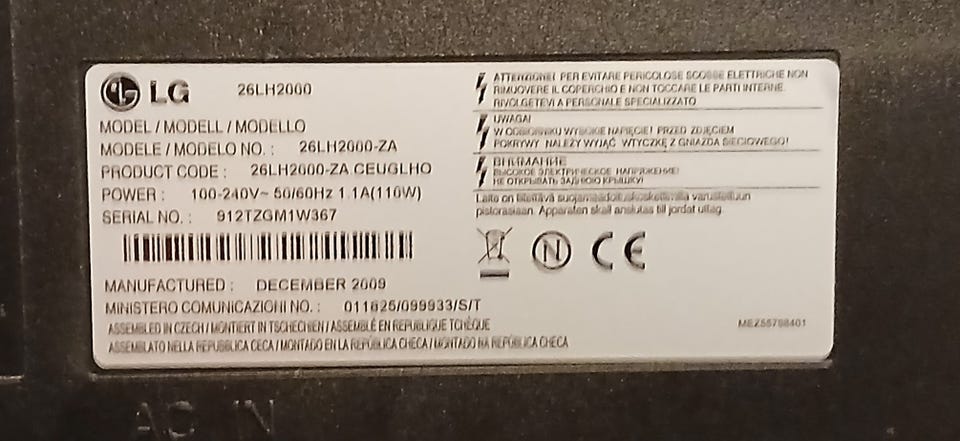 LG 26LH2000
MODEL / MODELL / MODELLO
MODELE / MODELO NO. : 26LH2000-ZA
PRODUCT CODE : 26LH2000-ZA CEUGLHO
POWER : 100-240V~ 50/60Hz 1.1A(110W)
SERIAL NO. : 912TZGM1W367
MANUFACTURED : DECEMBER 2009
MINISTERO COMUNICAZIONI NO. : 011625/099933/S/T
ASSEMBLED IN CZECH / MONTIERT IN TSCHECHIEN / ASSEMBLÉ EN REPUBLIQUE TCHÈQUE
ASSEMBLATO NELLA REPUBBLICA CECA / MONTADO EN LA REPÚBLICA CHECA / MONTADO NA REPÚBLICA CHECA
ATTENZIONE! PER EVITARE PERICOLOSE SCOSSE ELETTRICHE NON
RIMUOVERE IL COPERCHIO E NON TOCCARE LE PARTI INTERNE.
RIVOLGETEVI A PERSONALE SPECIALIZZATO
UWAGA!
W ODBIORNIKU WYSOKIE NAPIĘCIE! PRZED ZDJĘCIEM
POKRYWY NALEŻY WYJĄĆ WTYCZKĘ Z GNIAZDA SIECIOWEGO!
ВНИМАНИЕ
ВЫСОКОЕ ЭЛЕКТРИЧЕСКОЕ НАПРЯЖЕНИЕ!
НЕ ОТКРЫВАТЬ ЗАДНЮЮ КРЫШКУ!
Laite on liitettävä suojamaadoituskoskettimilla varustettuun
pistorasiaan. Apparaten skall anslutas till jordat uttag.
N CE
MEZ55788401
AC IN